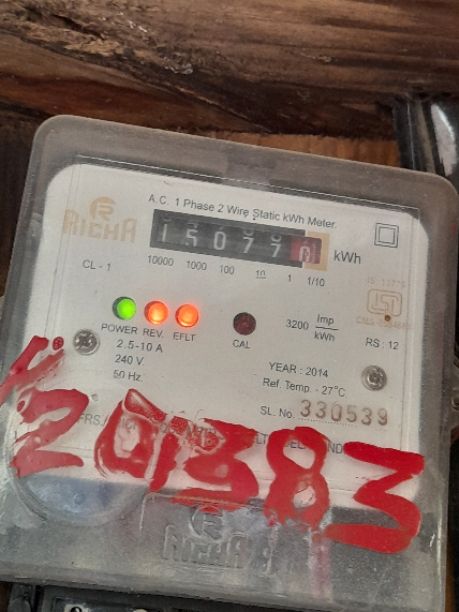 A.C. 1 Phase 2 Wire Static kWh Meter
RICHA
15077 kWh
10000 1000 100 10 1 1/10
CL - 1
POWER REV. EFLT
CAL
3200 Imp/kWh
RS : 12
2.5-10 A
240 V.
50 Hz.
YEAR : 2014
Ref. Temp. - 27°C
SL. No. 330539
RICHA